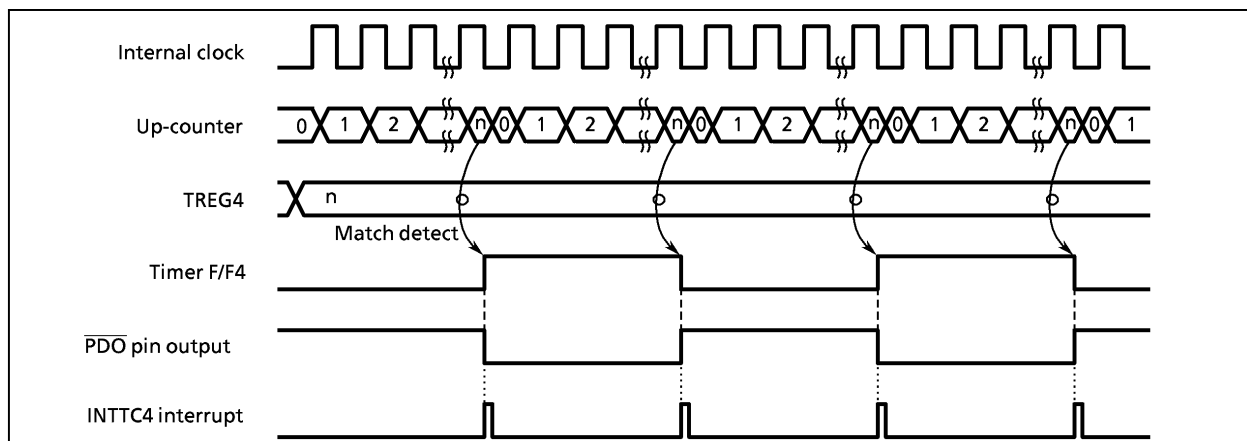 Internal clock
Up-counter
0 1 2 n 0 1 2 n 0 1 2 n 0 1 2 n 0 1
TREG4
n
Match detect
Timer F/F4
PDO pin output
INTTC4 interrupt